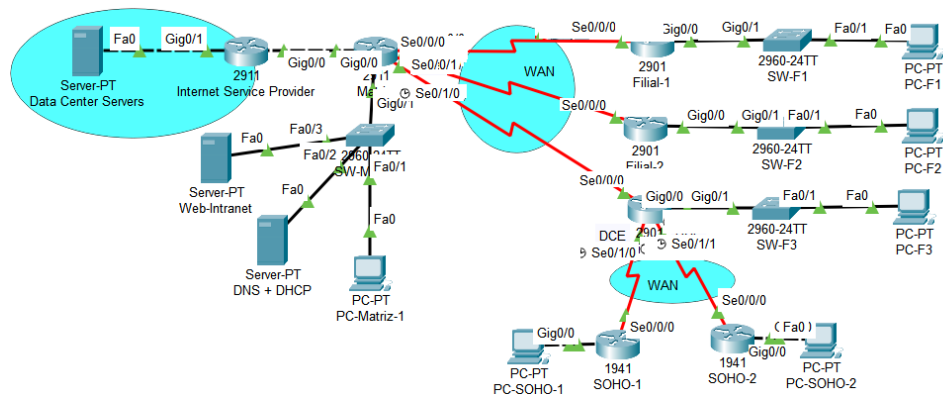 Fa0
Gig0/1
Server-PT
Data Center Servers
2911
Internet Service Provider
Gig0/0
Gig0/0
Se0/0/0
Se0/0/1
Se0/1/0
Gig0/1
WAN
Gig0/0
2901
Filial-1
Gig0/1
2960-24TT
SW-F1
Fa0/1
Fa0
PC-PT
PC-F1
Se0/0/0
2901
Filial-2
Gig0/0
Gig0/1
Fa0/1
2960-24TT
SW-F2
Fa0
PC-PT
PC-F2
Fa0
Fa0/3
Fa0/2
Server-PT
Web-Intranet
Fa0/1
Fa0
Fa0
Server-PT
DNS + DHCP
PC-PT
PC-Matriz-1
Se0/0/0
Gig0/0
Gig0/1
Fa0/1
Fa0
2960-24TT
SW-F3
PC-PT
PC-F3
DCE
Se0/1/0
Se0/1/1
WAN
Gig0/0
Se0/0/0
PC-PT
PC-SOHO-1
1941
SOHO-1
Se0/0/0
Gig0/0
1941
SOHO-2
(Fa0)
PC-PT
PC-SOHO-2